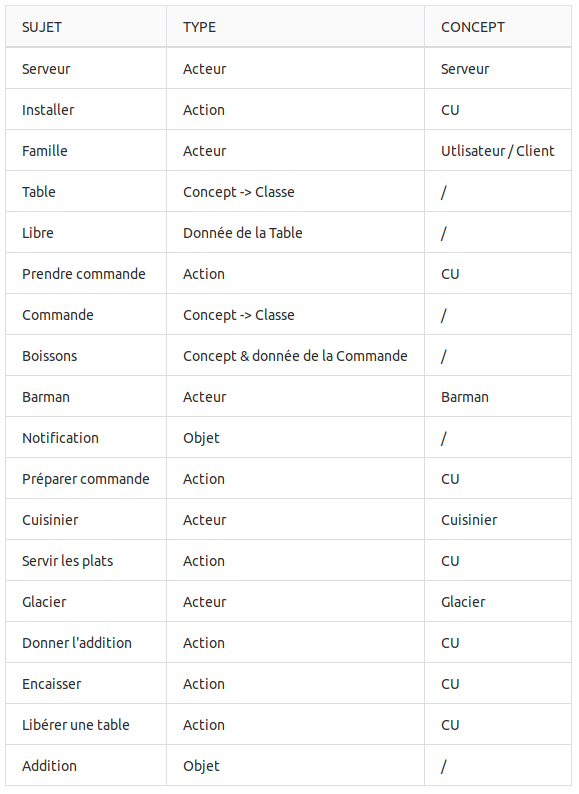 SUJET TYPE CONCEPT
Serveur Acteur Serveur
Installer Action CU
Famille Acteur Utlisateur / Client
Table Concept -> Classe /
Libre Donnée de la Table /
Prendre commande Action CU
Commande Concept -> Classe /
Boissons Concept & donnée de la Commande /
Barman Acteur Barman
Notification Objet /
Préparer commande Action CU
Cuisinier Acteur Cuisinier
Servir les plats Action CU
Glacier Acteur Glacier
Donner l'addition Action CU
Encaisser Action CU
Libérer une table Action CU
Addition Objet /